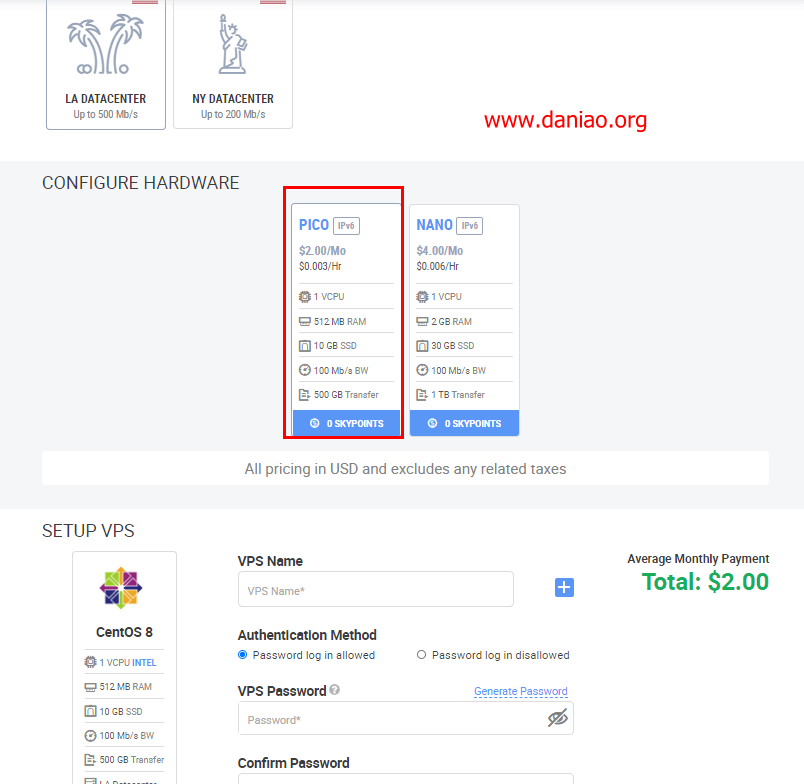 LA DATACENTER
Up to 500 Mb/s
NY DATACENTER
Up to 200 Mb/s
www.daniao.org
CONFIGURE HARDWARE
PICO IPv6
$2.00/Mo
$0.003/Hr
1 VCPU
512 MB RAM
10 GB SSD
100 Mb/s BW
500 GB Transfer
0 SKYPOINTS
NANO IPv6
$4.00/Mo
$0.006/Hr
1 VCPU
2 GB RAM
30 GB SSD
100 Mb/s BW
1 TB Transfer
0 SKYPOINTS
All pricing in USD and excludes any related taxes
SETUP VPS
CentOS 8
1 VCPU INTEL
512 MB RAM
10 GB SSD
100 Mb/s BW
500 GB Transfer
LA Datacenter
VPS Name
VPS Name*
Authentication Method
Password log in allowed
Password log in disallowed
VPS Password
Generate Password
Password*
Confirm Password
Average Monthly Payment
Total: $2.00